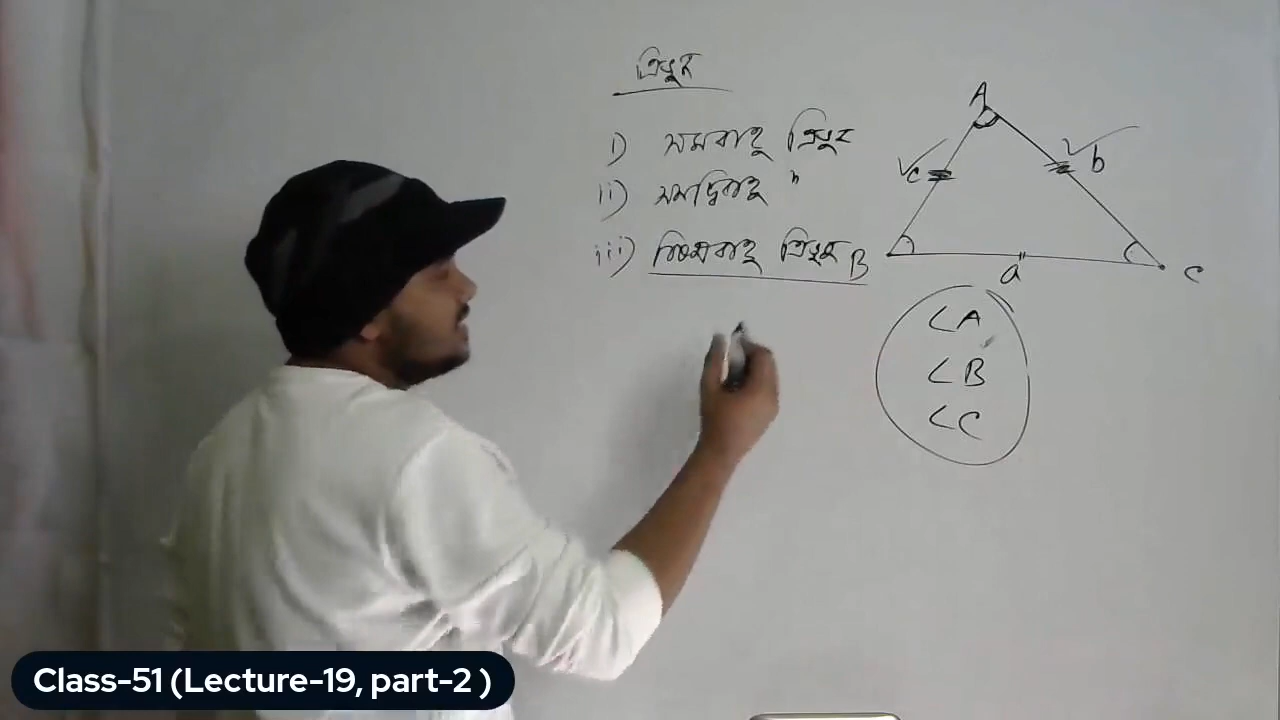 ত্রিভুজ
i) সমবাহু ত্রিভুজ
ii) সমদ্বিবাহু "
iii) বিষমবাহু ত্রিভুজ
A
c
b
B
a
C
<A
<B
<C
Class-51 (Lecture-19, part-2 )